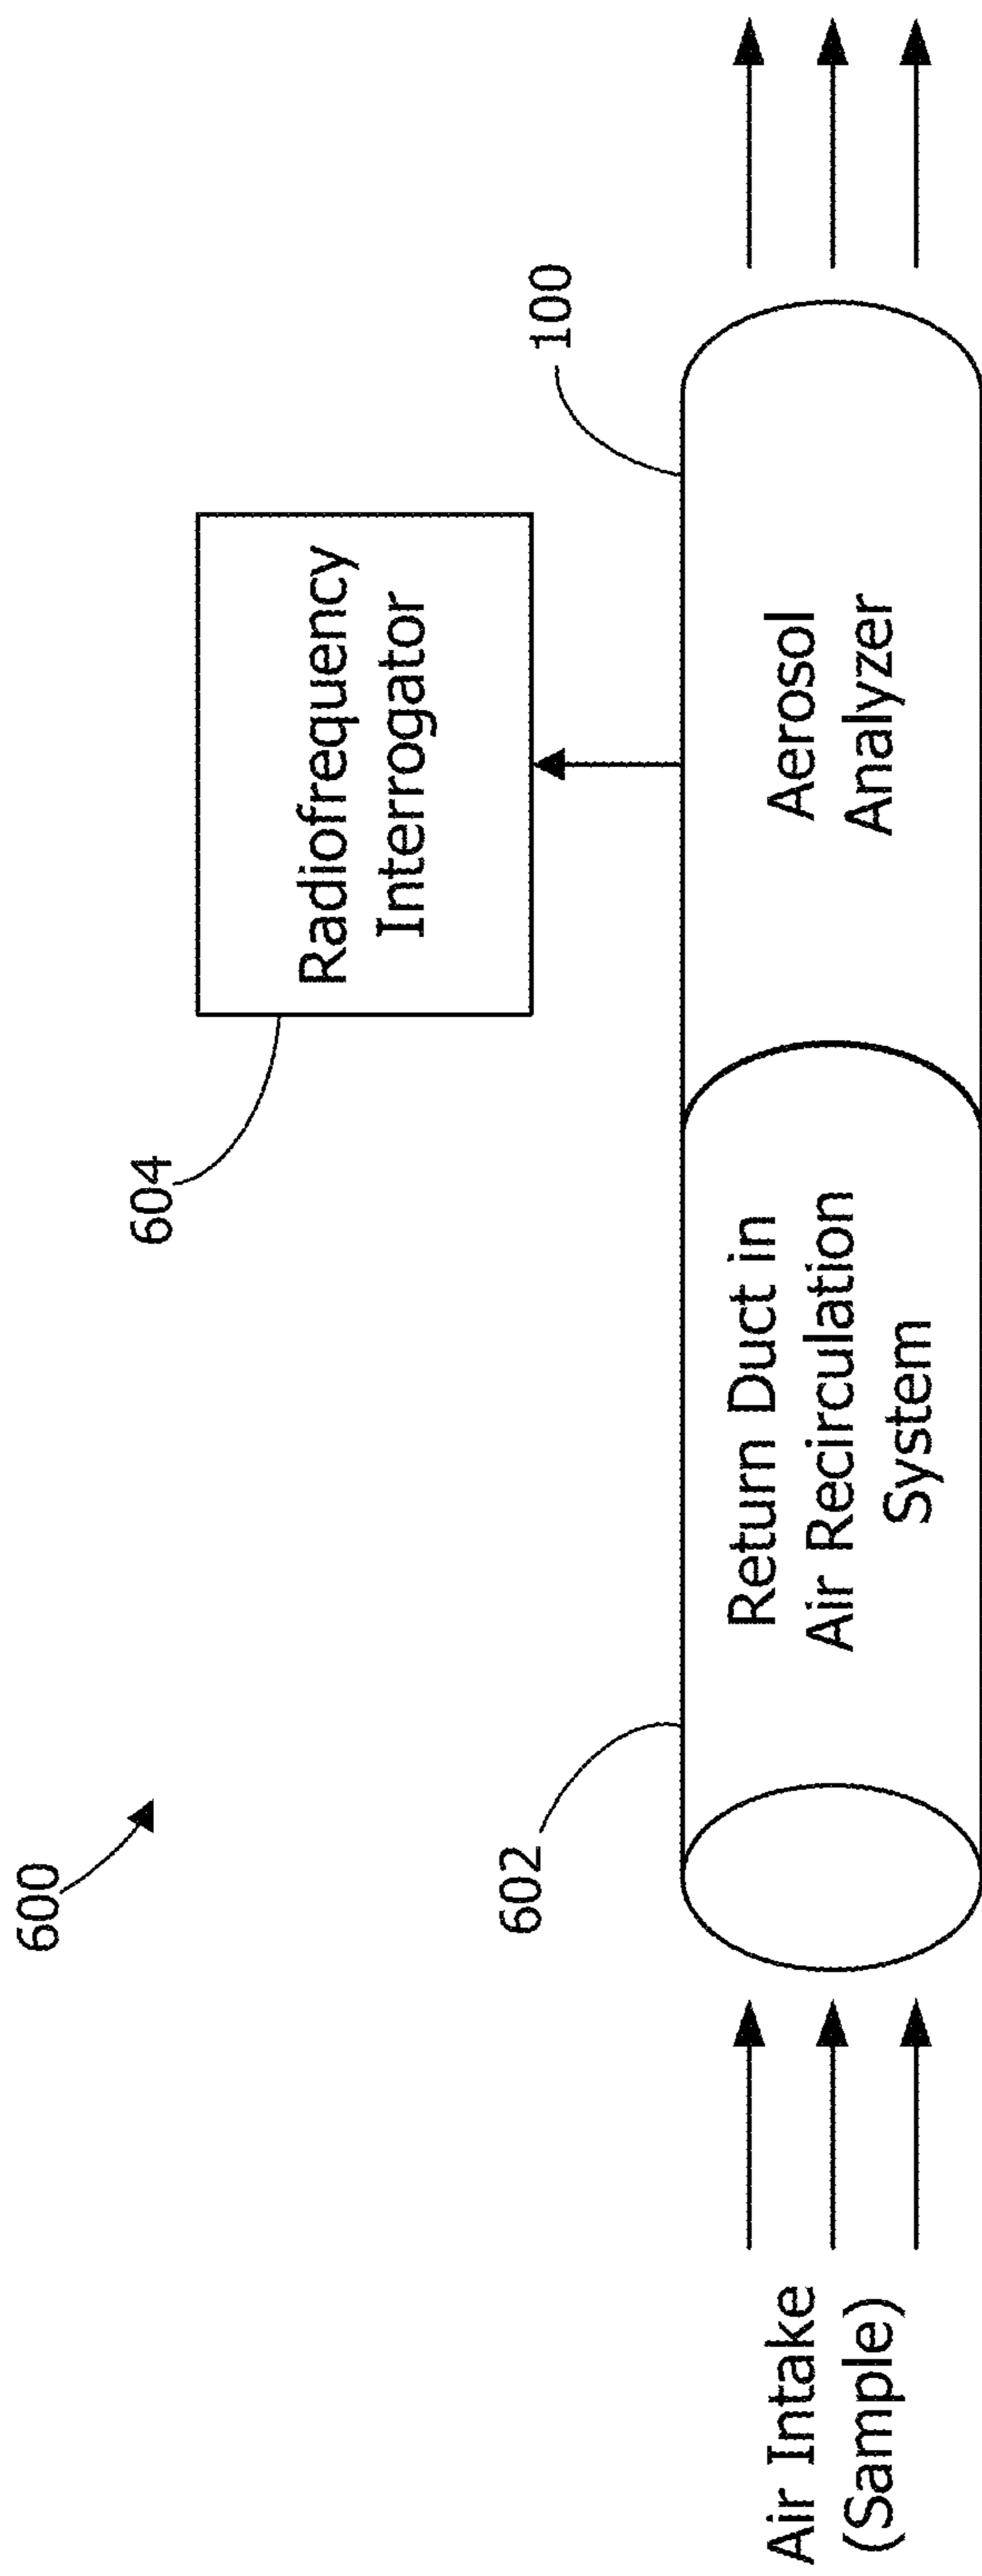 600
604
Radiofrequency
Interrogator
602
100
Air Intake
(Sample)
Return Duct in
Air Recirculation
System
Aerosol
Analyzer